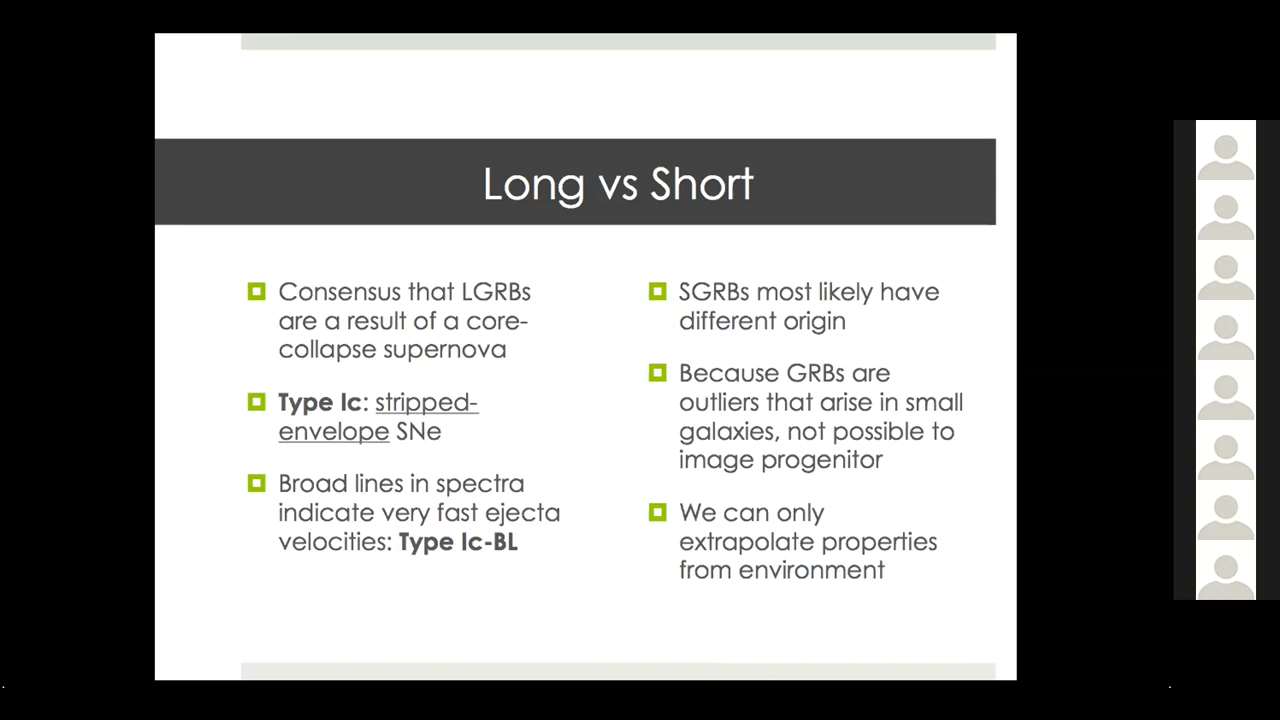 Long vs Short
Consensus that LGRBs
are a result of a core-
collapse supernova
Type Ic: stripped-
envelope SNe
Broad lines in spectra
indicate very fast ejecta
velocities: Type Ic-BL
SGRBs most likely have
different origin
Because GRBs are
outliers that arise in small
galaxies, not possible to
image progenitor
We can only
extrapolate properties
from environment